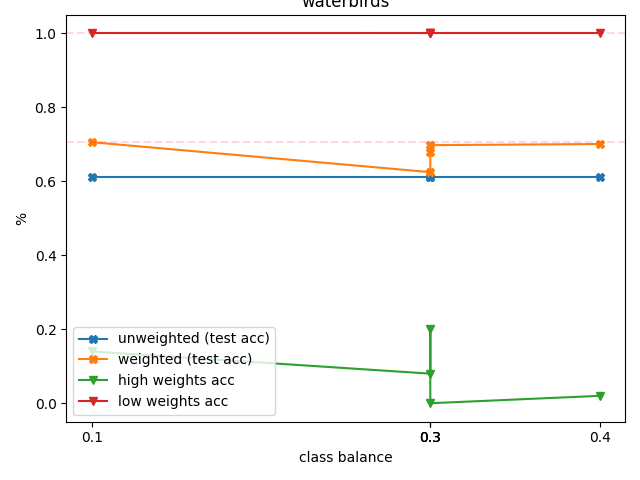 waterbirds
1.0
0.8
0.6
0.4
0.2
0.0
%
unweighted (test acc)
weighted (test acc)
high weights acc
low weights acc
0.1 0.3 0.4
class balance